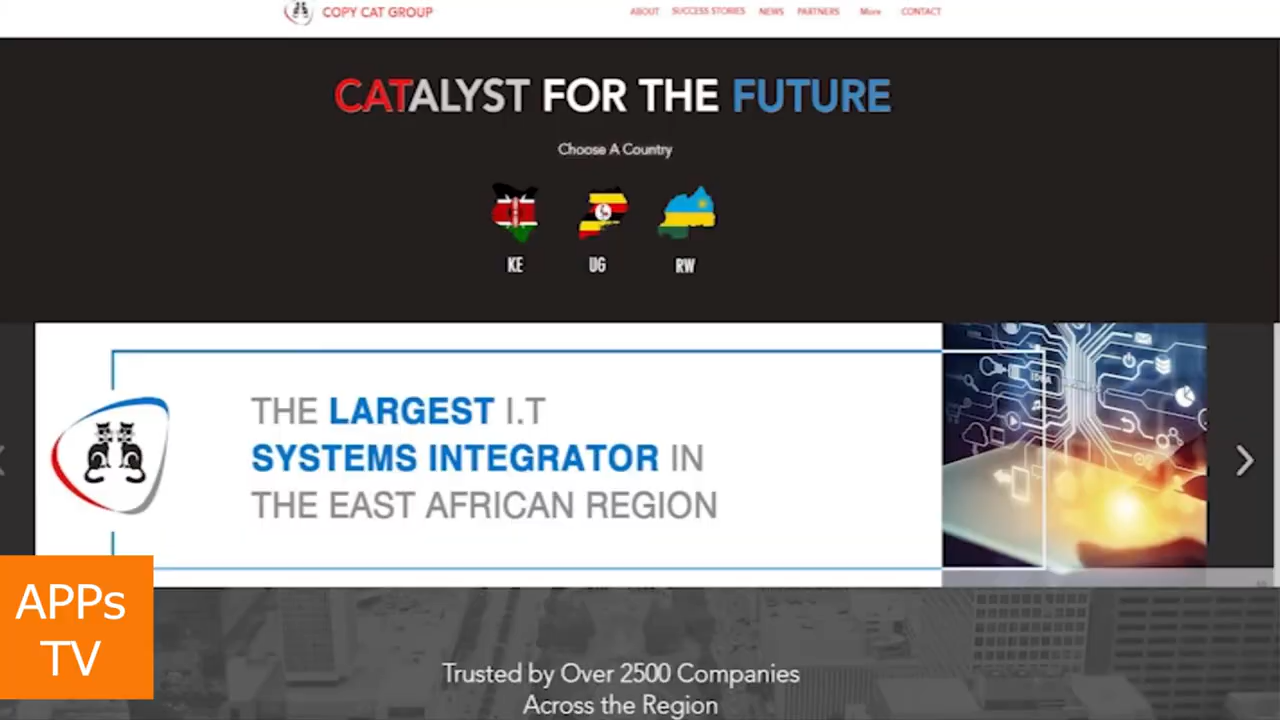 COPY CAT GROUP
ABOUT SUCCESS STORIES NEWS PARTNERS More CONTACT
CATALYST FOR THE FUTURE
Choose A Country
KE UG RW
THE LARGEST I.T
SYSTEMS INTEGRATOR IN
THE EAST AFRICAN REGION
IDEA
APPs
TV
Trusted by Over 2500 Companies
Across the Region